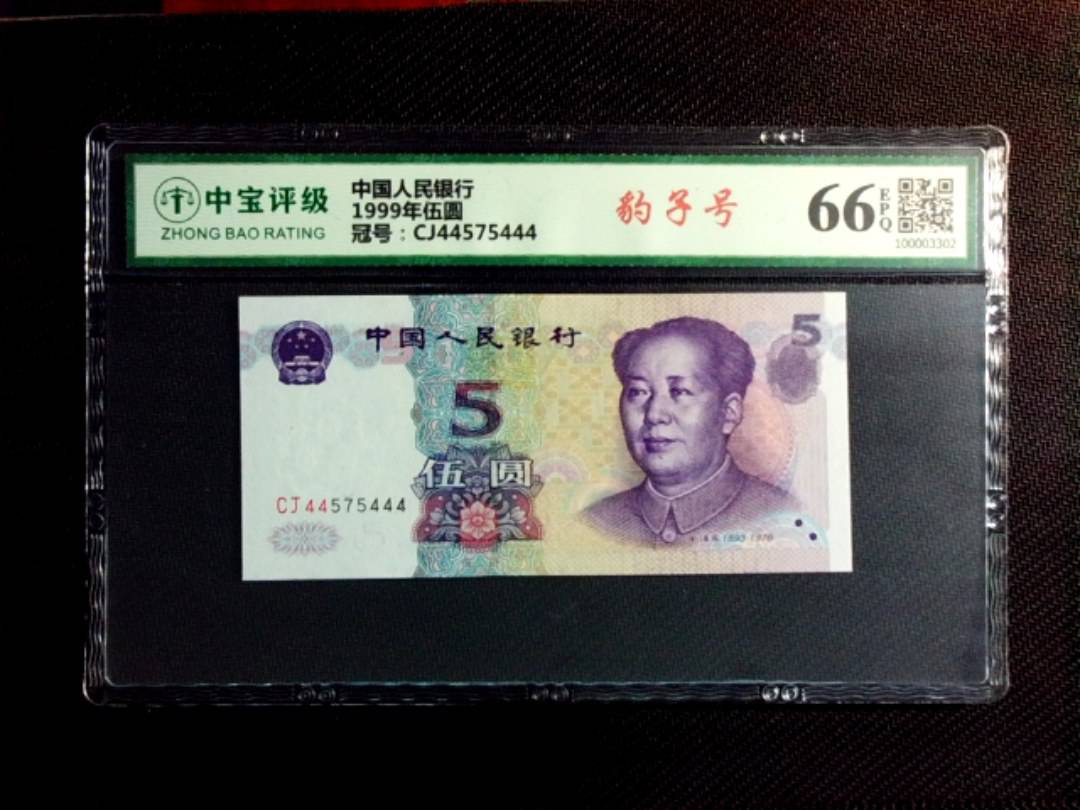 中宝评级
ZHONG BAO RATING
中国人民银行
1999年伍圆
冠号：CJ44575444
豹子号
66
EPQ
100003302
中国人民银行
5
5
伍圆
CJ44575444
1893-1976